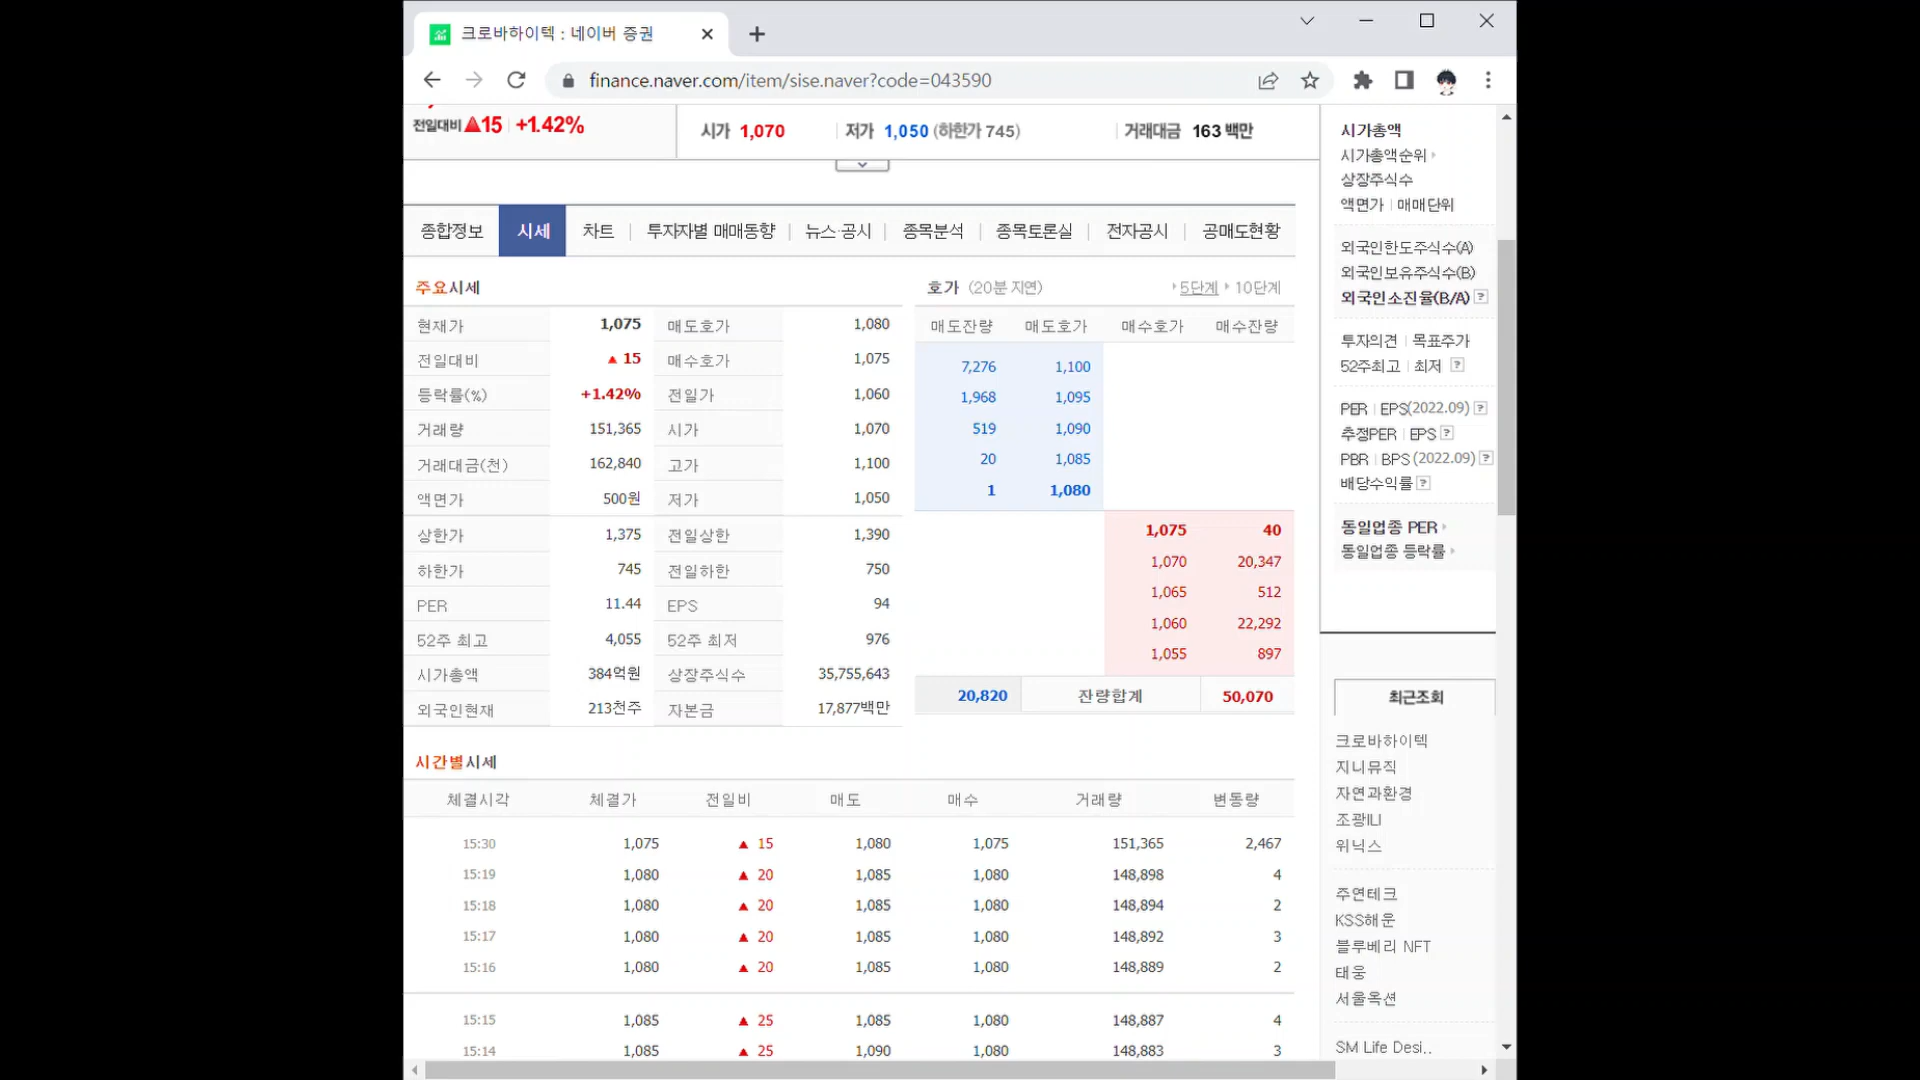 크로바하이텍 : 네이버 증권
finance.naver.com/item/sise.naver?code=043590
전일대비 ▲15 +1.42%
시가 1,070 저가 1,050 (하한가 745) 거래대금 163 백만
종합정보 시세 차트 투자자별 매매동향 뉴스·공시 종목분석 종목토론실 전자공시 공매도현황
주요시세
현재가 1,075 매도호가 1,080
전일대비 ▲ 15 매수호가 1,075
등락률(%) +1.42% 전일가 1,060
거래량 151,365 시가 1,070
거래대금(천) 162,840 고가 1,100
액면가 500원 저가 1,050
상한가 1,375 전일상한 1,390
하한가 745 전일하한 750
PER 11.44 EPS 94
52주 최고 4,055 52주 최저 976
시가총액 384억원 상장주식수 35,755,643
외국인현재 213천주 자본금 17,877백만
호가 (20분 지연) 5단계 10단계
매도잔량 매도호가 매수호가 매수잔량
7,276 1,100
1,968 1,095
519 1,090
20 1,085
1 1,080
1,075 40
1,070 20,347
1,065 512
1,060 22,292
1,055 897
20,820 잔량합계 50,070
시간별시세
체결시각 체결가 전일비 매도 매수 거래량 변동량
15:30 1,075 ▲ 15 1,080 1,075 151,365 2,467
15:19 1,080 ▲ 20 1,085 1,080 148,898 4
15:18 1,080 ▲ 20 1,085 1,080 148,894 2
15:17 1,080 ▲ 20 1,085 1,080 148,892 3
15:16 1,080 ▲ 20 1,085 1,080 148,889 2
15:15 1,085 ▲ 25 1,085 1,080 148,887 4
15:14 1,085 ▲ 25 1,090 1,080 148,883 3
시가총액
시가총액순위
상장주식수
액면가 | 매매단위
외국인한도주식수(A)
외국인보유주식수(B)
외국인소진율(B/A) ?
투자의견 | 목표주가
52주최고 | 최저 ?
PER | EPS(2022.09) ?
추정PER | EPS ?
PBR | BPS (2022.09) ?
배당수익률 ?
동일업종 PER
동일업종 등락률
최근조회
크로바하이텍
지니뮤직
자연과환경
조광ILI
위닉스
주연테크
KSS해운
블루베리 NFT
태웅
서울옥션
SM Life Desi..